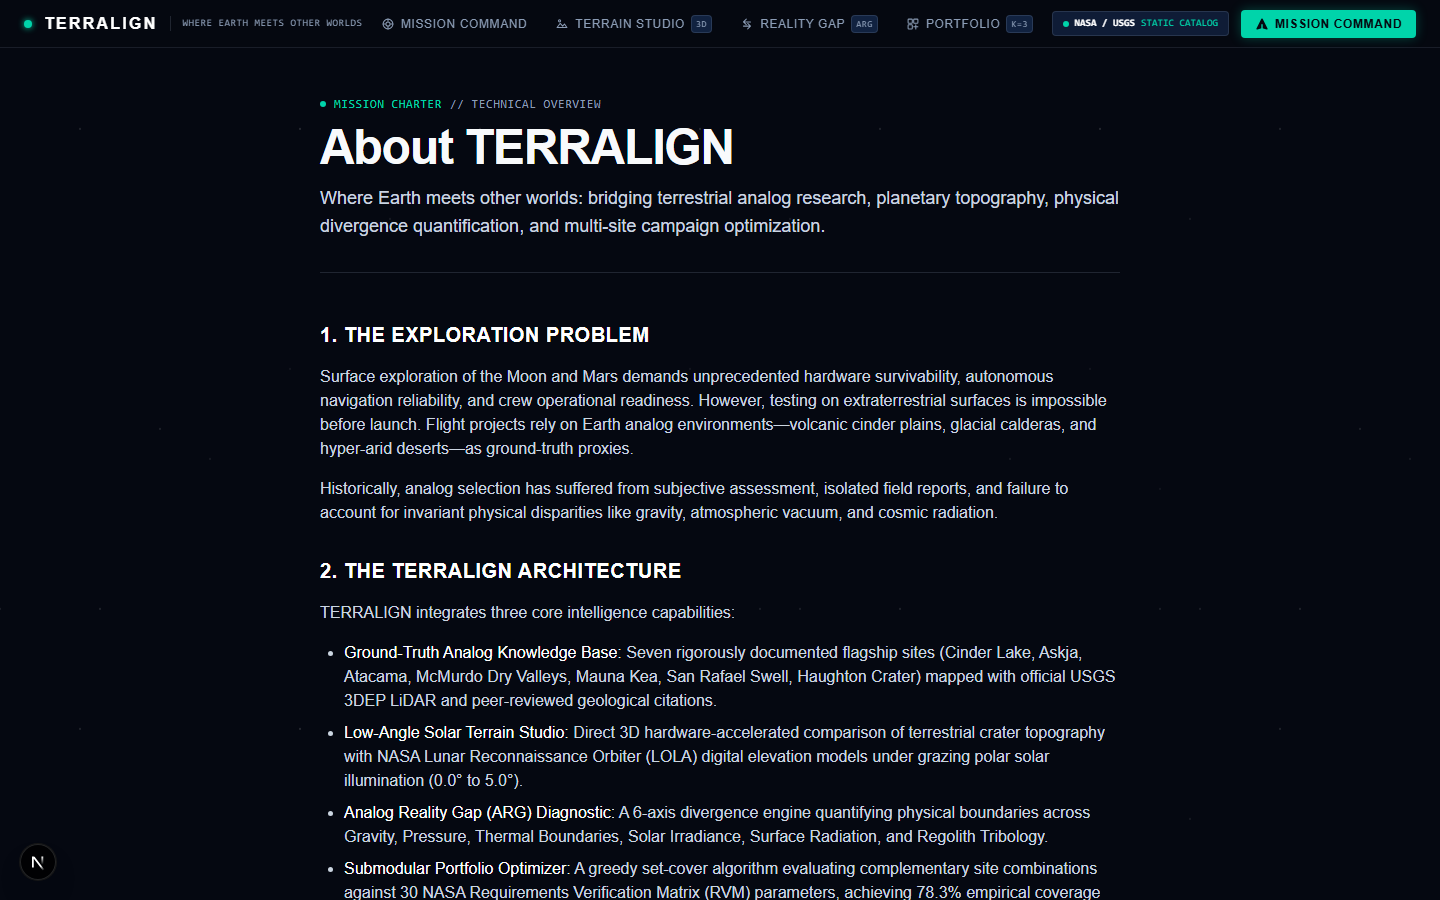 TERRALIGN
WHERE EARTH MEETS OTHER WORLDS
MISSION COMMAND
TERRAIN STUDIO 3D
REALITY GAP ARG
PORTFOLIO K=3
NASA / USGS STATIC CATALOG
MISSION COMMAND
MISSION CHARTER // TECHNICAL OVERVIEW
About TERRALIGN
Where Earth meets other worlds: bridging terrestrial analog research, planetary topography, physical
divergence quantification, and multi-site campaign optimization.
1. THE EXPLORATION PROBLEM
Surface exploration of the Moon and Mars demands unprecedented hardware survivability, autonomous
navigation reliability, and crew operational readiness. However, testing on extraterrestrial surfaces is impossible
before launch. Flight projects rely on Earth analog environments—volcanic cinder plains, glacial calderas, and
hyper-arid deserts—as ground-truth proxies.
Historically, analog selection has suffered from subjective assessment, isolated field reports, and failure to
account for invariant physical disparities like gravity, atmospheric vacuum, and cosmic radiation.
2. THE TERRALIGN ARCHITECTURE
TERRALIGN integrates three core intelligence capabilities:
• Ground-Truth Analog Knowledge Base: Seven rigorously documented flagship sites (Cinder Lake, Askja,
Atacama, McMurdo Dry Valleys, Mauna Kea, San Rafael Swell, Haughton Crater) mapped with official USGS
3DEP LiDAR and peer-reviewed geological citations.
• Low-Angle Solar Terrain Studio: Direct 3D hardware-accelerated comparison of terrestrial crater topography
with NASA Lunar Reconnaissance Orbiter (LOLA) digital elevation models under grazing polar solar
illumination (0.0° to 5.0°).
• Analog Reality Gap (ARG) Diagnostic: A 6-axis divergence engine quantifying physical boundaries across
Gravity, Pressure, Thermal Boundaries, Solar Irradiance, Surface Radiation, and Regolith Tribology.
• Submodular Portfolio Optimizer: A greedy set-cover algorithm evaluating complementary site combinations
against 30 NASA Requirements Verification Matrix (RVM) parameters, achieving 78.3% empirical coverage
N